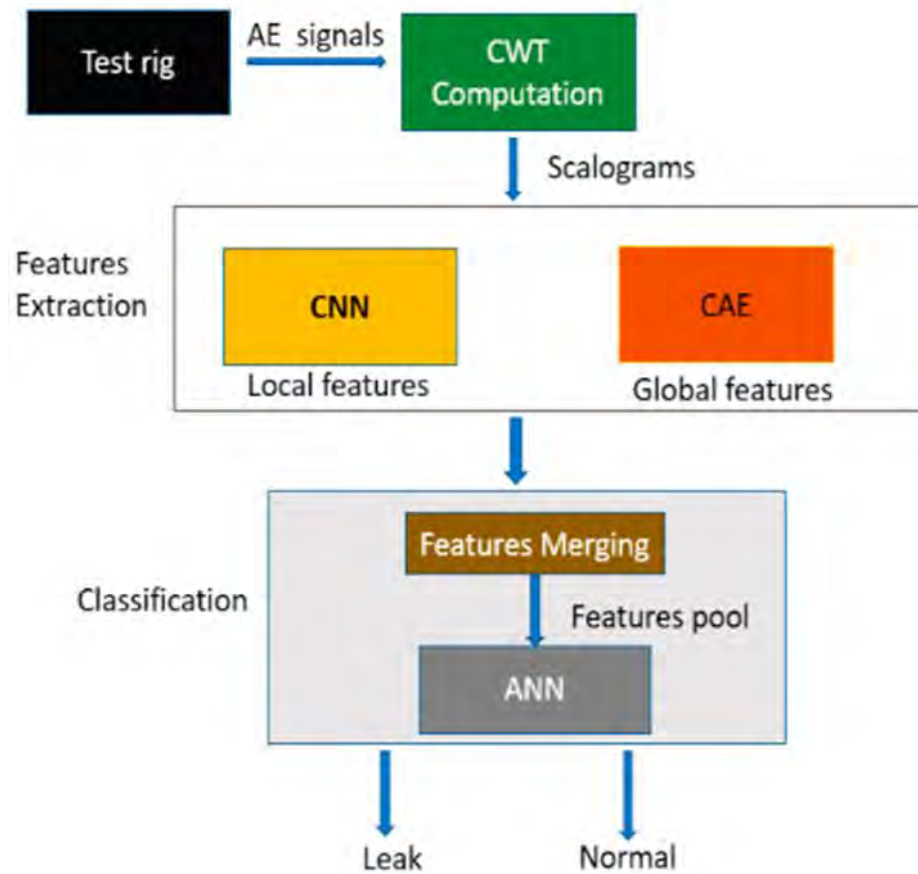 Test rig
AE signals
CWT
Computation
Scalograms
Features
Extraction
CNN
Local features
CAE
Global features
Classification
Features Merging
Features pool
ANN
Leak
Normal